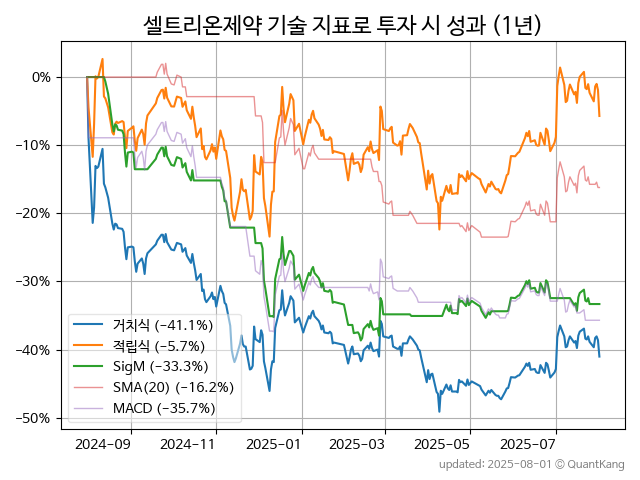 셀트리온제약 기술 지표로 투자 시 성과 (1년)
0%
−10%
−20%
−30%
−40%
−50%
거치식 (−41.1%)
적립식 (−5.7%)
SigM (−33.3%)
SMA(20) (−16.2%)
MACD (−35.7%)
2024−09
2024−11
2025−01
2025−03
2025−05
2025−07
updated: 2025-08-01 © QuantKang